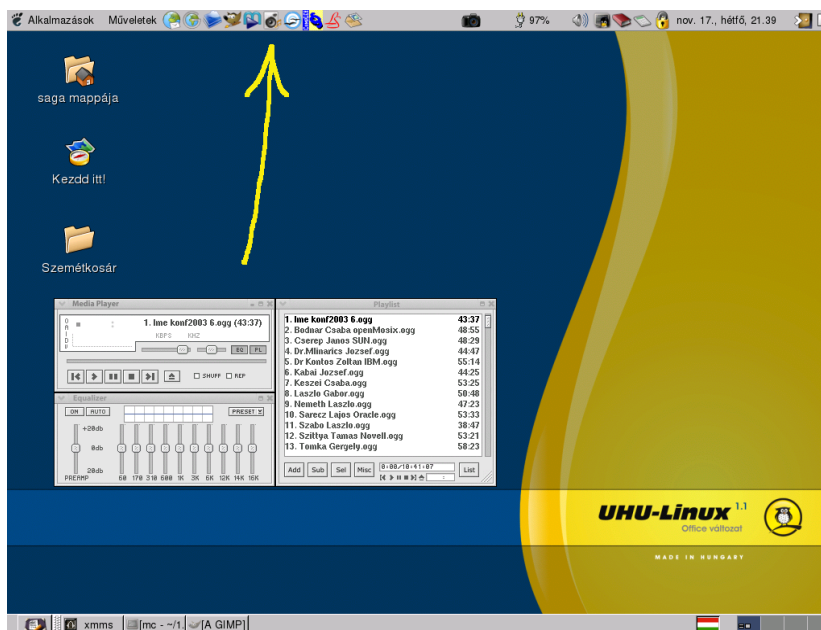 Alkalmazások Műveletek 97% nov. 17., hétfő, 21.39
saga mappája
Kezdd itt!
Szemétkosár
Media Player
O
A
I
D
V
1. Ime konf2003 6.ogg (43:37)
KBPS KHZ
EQ PL
SHUFF REP
Equalizer
ON AUTO PRESET
+20db
0db
20db
PREAMP 60 170 310 600 1K 3K 6K 12K 14K 16K
Playlist
1. Ime konf2003 6.ogg 43:37
2. Bodnar Csaba openMosix.ogg 48:55
3. Cserep Janos SUN.ogg 48:29
4. Dr.Mlinarics Jozsef.ogg 44:47
5. Dr Kontos Zoltan IBM.ogg 55:14
6. Kabai Jozsef.ogg 44:25
7. Keszei Csaba.ogg 53:25
8. Laszlo Gabor.ogg 50:48
9. Nemeth Laszlo.ogg 47:23
10. Sarecz Lajos Oracle.ogg 53:33
11. Szabo Laszlo.ogg 38:47
12. Szittya Tamas Novell.ogg 53:21
13. Tomka Gergely.ogg 58:23
Add Sub Sel Misc 0:00/10:41:07 List
UHU-Linux 1.1
Office változat
MADE IN HUNGARY
xmms [mc - ~/1. [A GIMP]